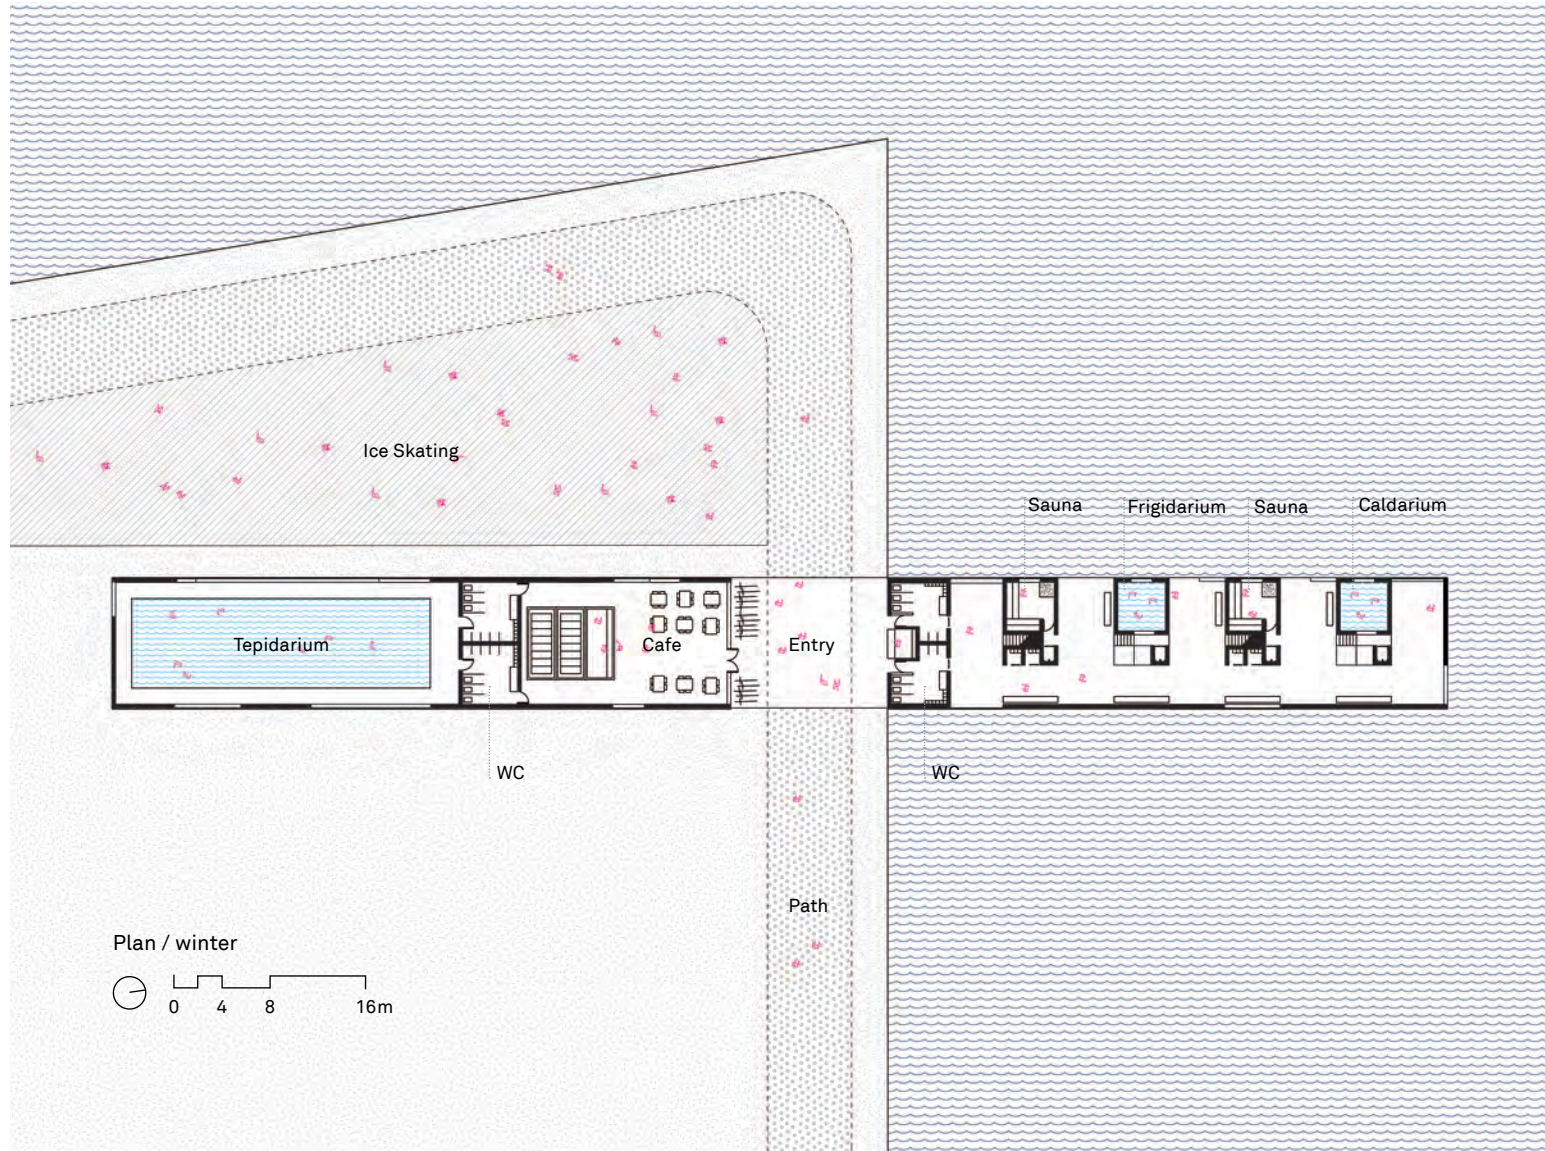 Ice Skating
Sauna
Frigidarium
Sauna
Caldarium
Tepidarium
Cafe
Entry
WC
WC
Path
Plan / winter
0 4 8 16m